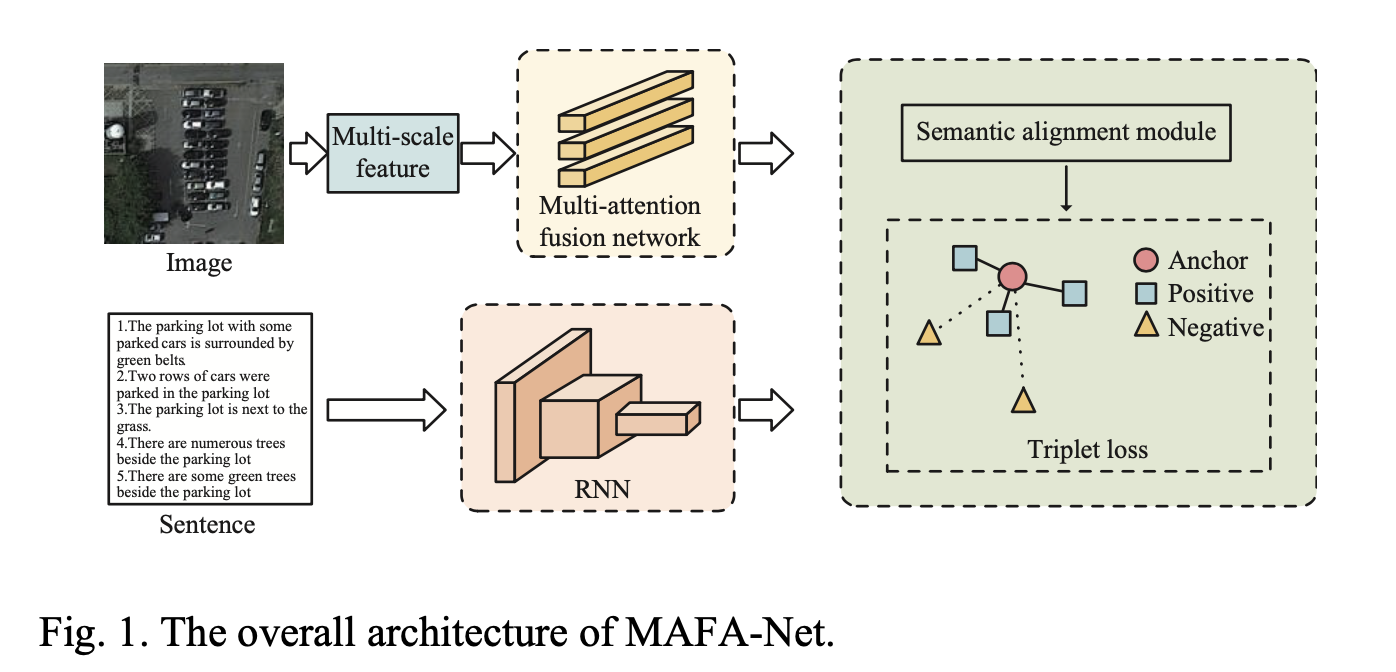 Multi-scale
feature
Multi-attention
fusion network
Image
Semantic alignment module
Anchor
Positive
Negative
Triplet loss
1.The parking lot with some
parked cars is surrounded by
green belts.
2.Two rows of cars were
parked in the parking lot
3.The parking lot is next to the
grass.
4.There are numerous trees
beside the parking lot
5.There are some green trees
beside the parking lot
Sentence
RNN
Fig. 1. The overall architecture of MAFA-Net.